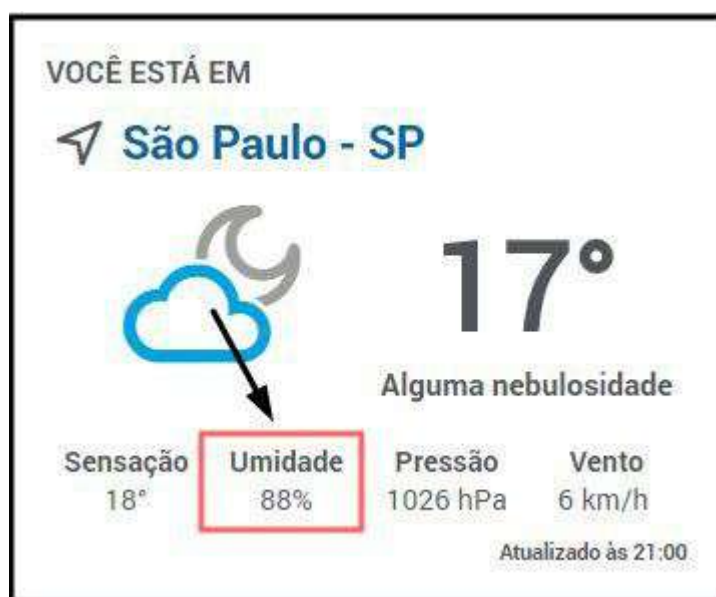 VOCÊ ESTÁ EM
São Paulo - SP
17°
Alguma nebulosidade
Sensação Umidade Pressão Vento
18° 88% 1026 hPa 6 km/h
Atualizado às 21:00